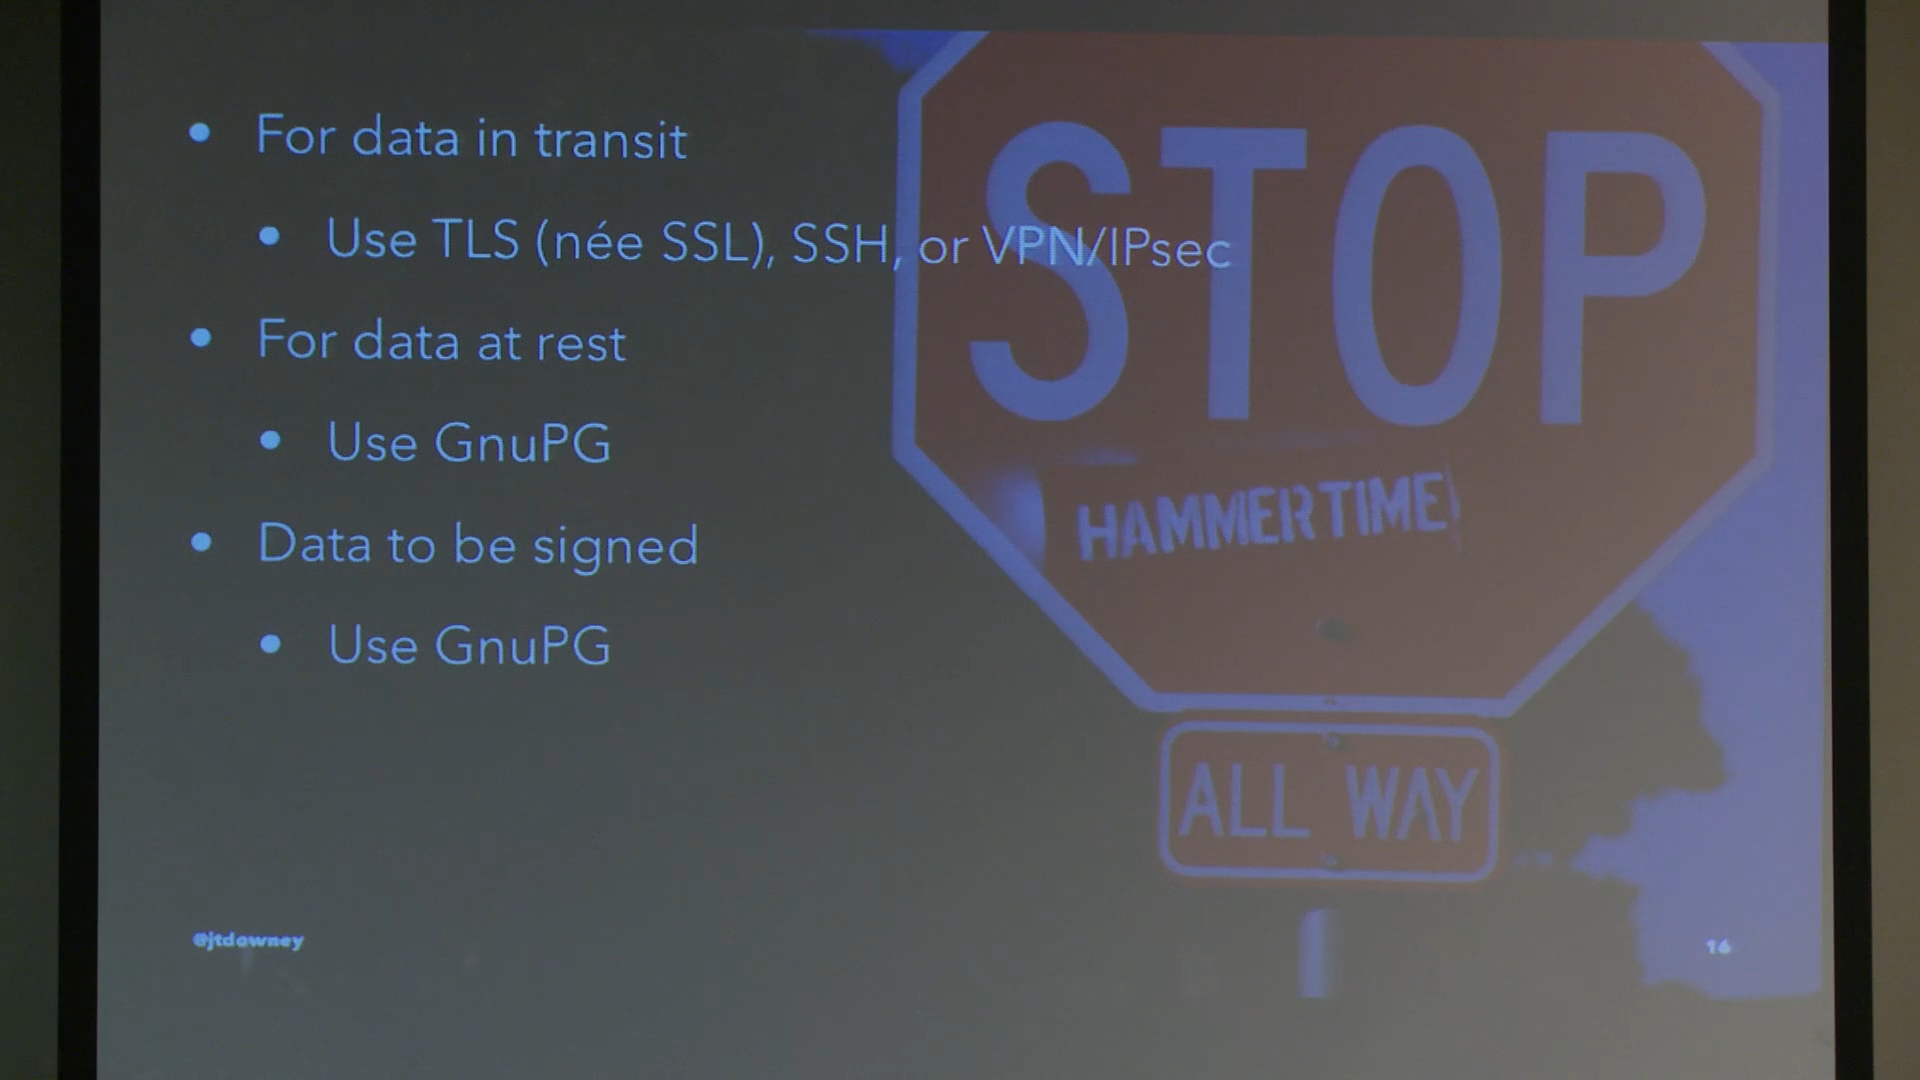 For data in transit
Use TLS (née SSL), SSH, or VPN/IPsec
For data at rest
Use GnuPG
Data to be signed
Use GnuPG
STOP
HAMMERTIME
ALL WAY
@jtdowney
16